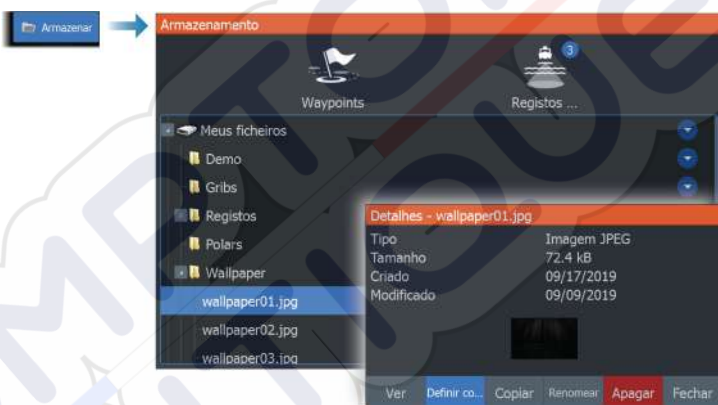 Armazenar
Armazenamento
3
Waypoints
Registos ...
Meus ficheiros
Demo
Gribs
Registos
Polars
Wallpaper
wallpaper01.jpg
wallpaper02.jpg
wallpaper03.jpg
Detalhes - wallpaper01.jpg
Tipo Imagem JPEG
Tamanho 72.4 kB
Criado 09/17/2019
Modificado 09/09/2019
Ver Definir co... Copiar Renomear Apagar Fechar